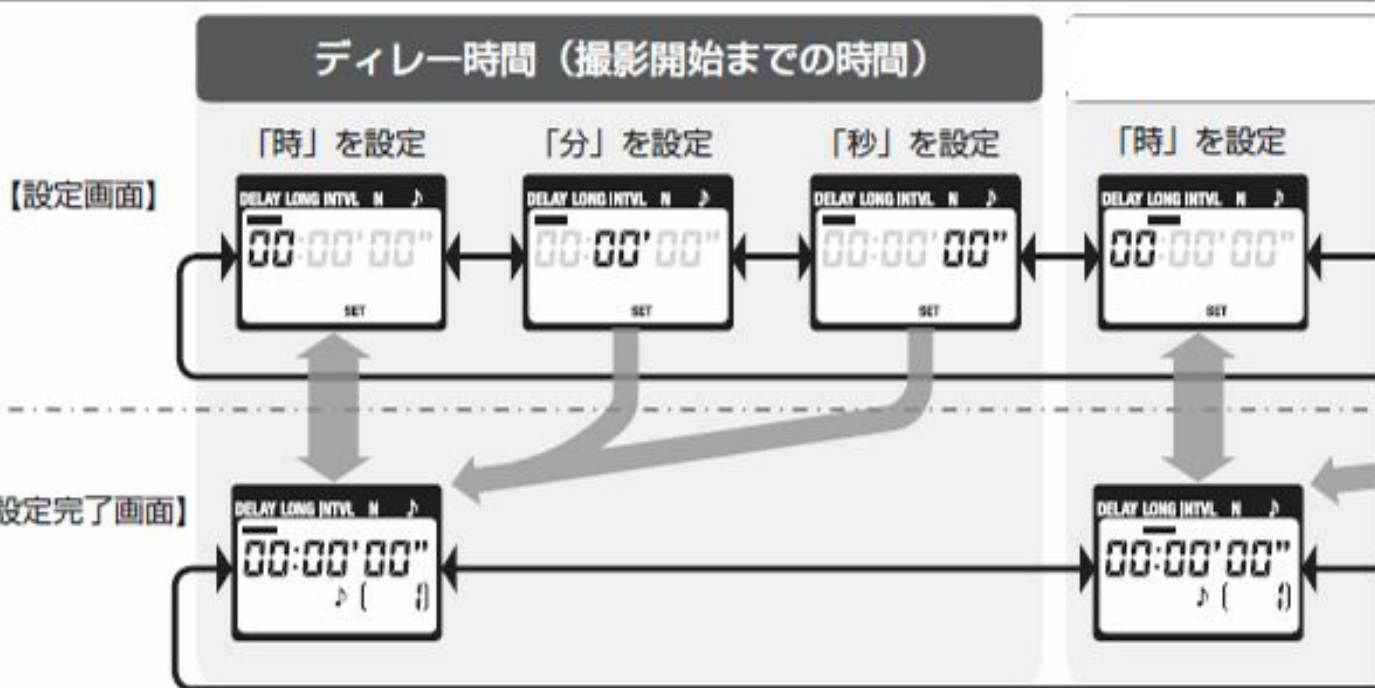 ディレー時間（撮影開始までの時間）
「時」を設定
「分」を設定
「秒」を設定
「時」を設定
【設定画面】
DELAY LONG INTVL N ♪
00:00'00"
SET
DELAY LONG INTVL N ♪
00:00'00"
SET
DELAY LONG INTVL N ♪
00:00'00"
SET
DELAY LONG INTVL N ♪
00:00'00"
SET
設定完了画面】
DELAY LONG INTVL N ♪
00:00'00"
♪ ( 1)
DELAY LONG INTVL N ♪
00:00'00"
♪ ( 1)